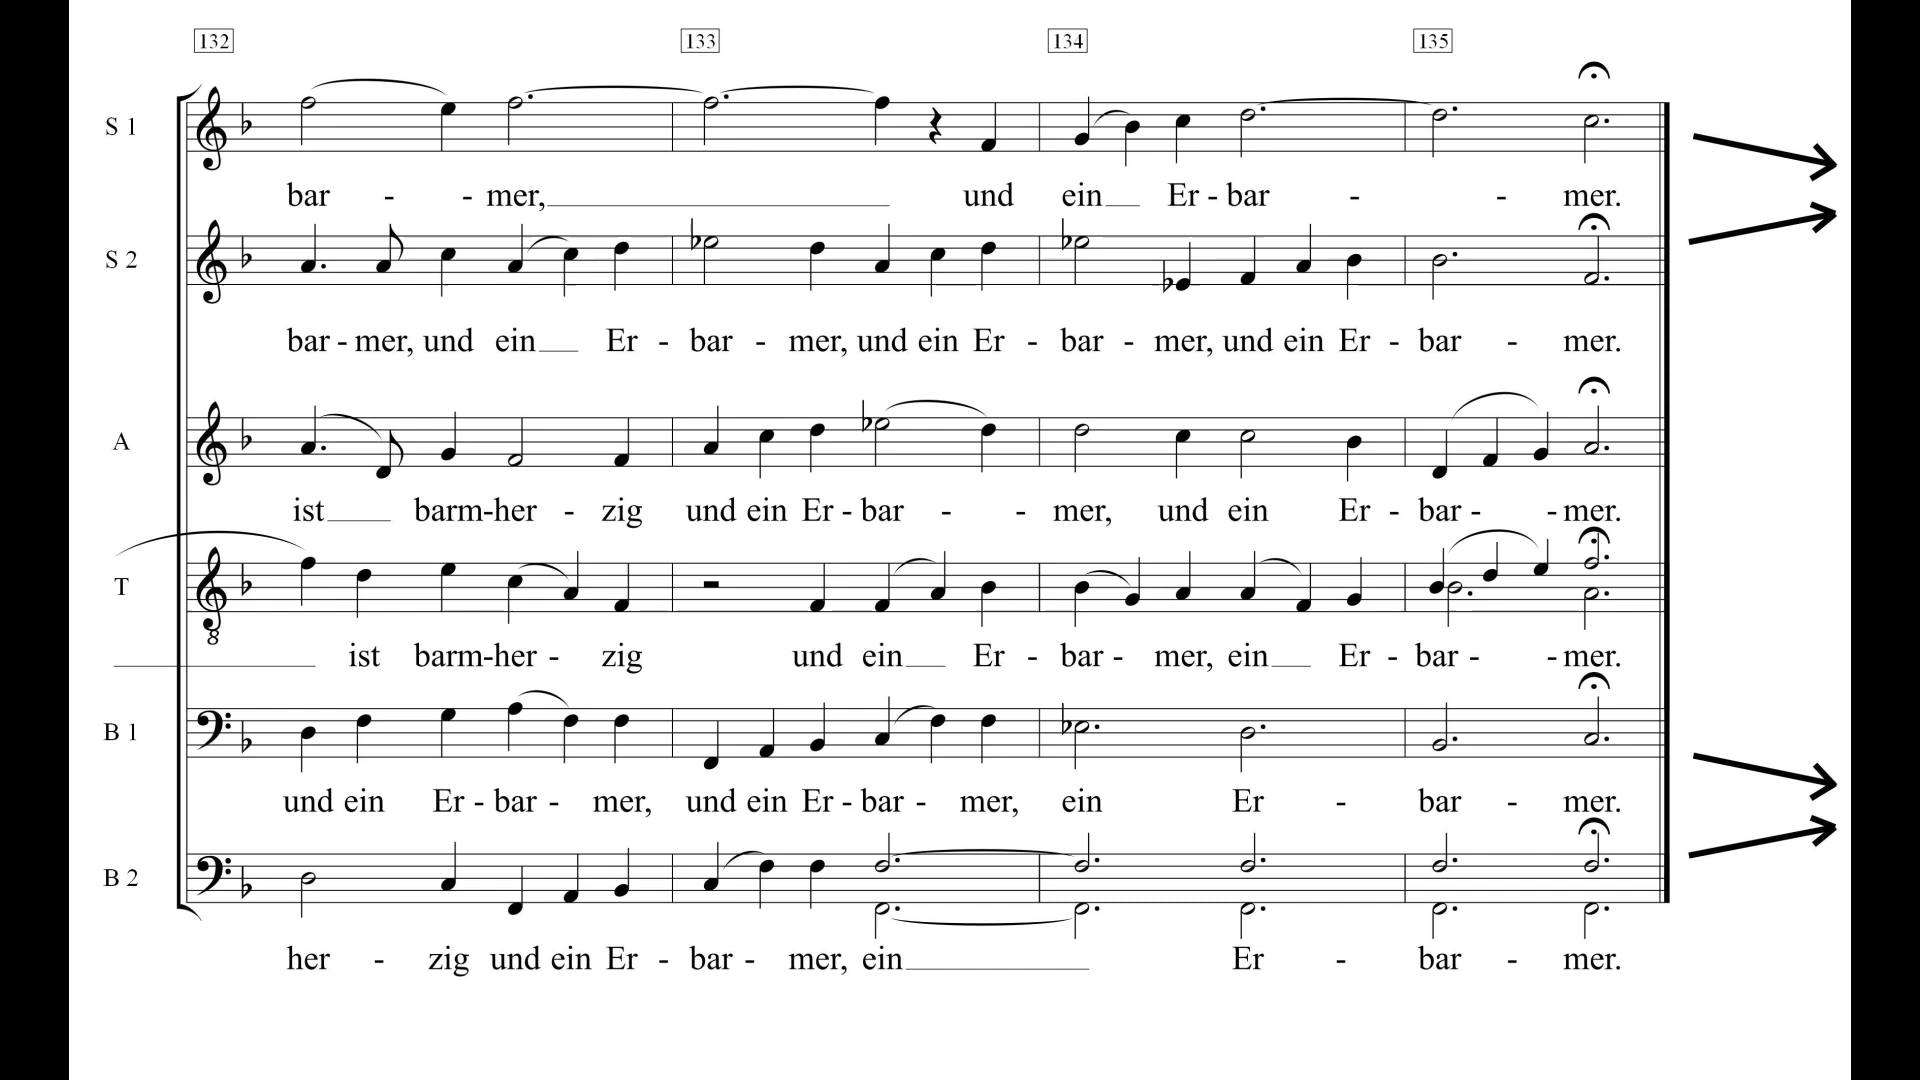 132 133 134 135
S 1
bar - - mer, und ein Er - bar - - mer.
S 2
bar - mer, und ein Er - bar - mer, und ein Er - bar - mer, und ein Er - bar - mer.
A
ist barm-her - zig und ein Er - bar - - mer, und ein Er - bar - - mer.
T
8
ist barm-her - zig und ein Er - bar - mer, ein Er - bar - - mer.
B 1
und ein Er - bar - mer, und ein Er - bar - mer, ein Er - bar - mer.
B 2
her - zig und ein Er - bar - mer, ein Er - bar - mer.